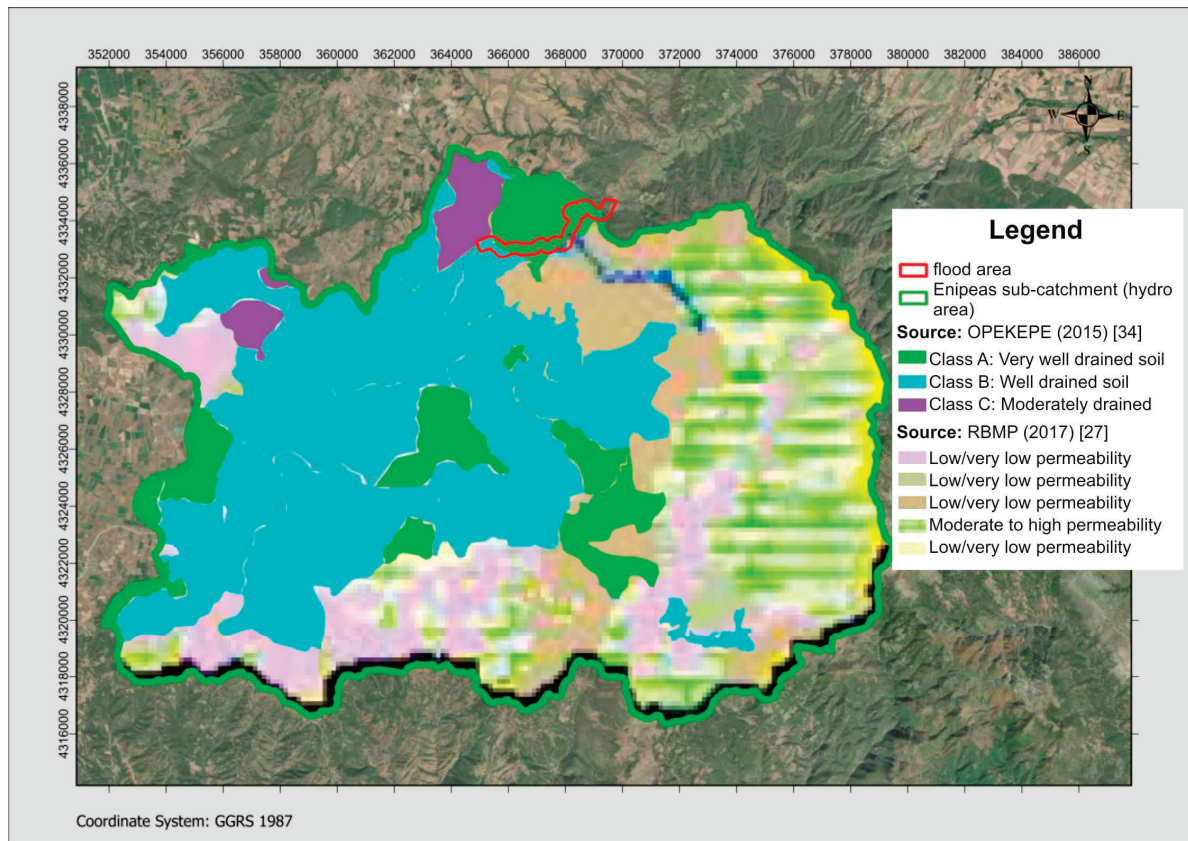 352000 354000 356000 358000 360000 362000 364000 366000 368000 370000 372000 374000 376000 378000 380000 382000 384000 386000
4338000
4336000
4334000
4333000
4332000
4330000
4328000
4326000
4324000
4322000
4320000
4318000
4316000
N
W E
S
Legend
flood area
Enipeas sub-catchment (hydro
area)
Source: OPEKEPE (2015) [34]
Class A: Very well drained soil
Class B: Well drained soil
Class C: Moderately drained
Source: RBMP (2017) [27]
Low/very low permeability
Low/very low permeability
Low/very low permeability
Moderate to high permeability
Low/very low permeability
Coordinate System: GGRS 1987